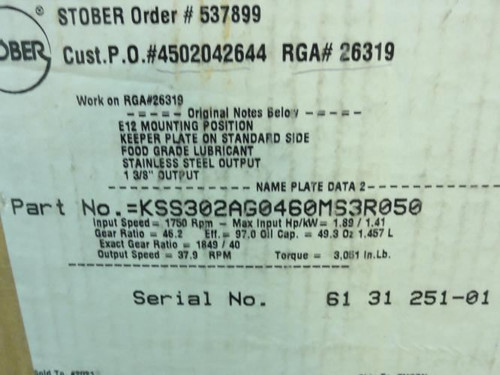 STOBER Order # 537899
STOBER
Cust.P.O.#4502042644 RGA# 26319
Work on RGA#26319
-=-=- Original Notes Below -=-=-
E12 MOUNTING POSITION
KEEPER PLATE ON STANDARD SIDE
FOOD GRADE LUBRICANT
STAINLESS STEEL OUTPUT
1 3/8" OUTPUT
NAME PLATE DATA 2
Part No.=KSS302AG0460MS3R050
Input Speed= 1750 Rpm - Max Input Hp/kW= 1.89 / 1.41
Gear Ratio = 46.2 Eff.= 97.0 Oil Cap. = 49.3 Oz 1.457 L
Exact Gear Ratio = 1849 / 40
Output Speed = 37.9 RPM Torque = 3,051 In.Lb.
Serial No. 61 31 251-01